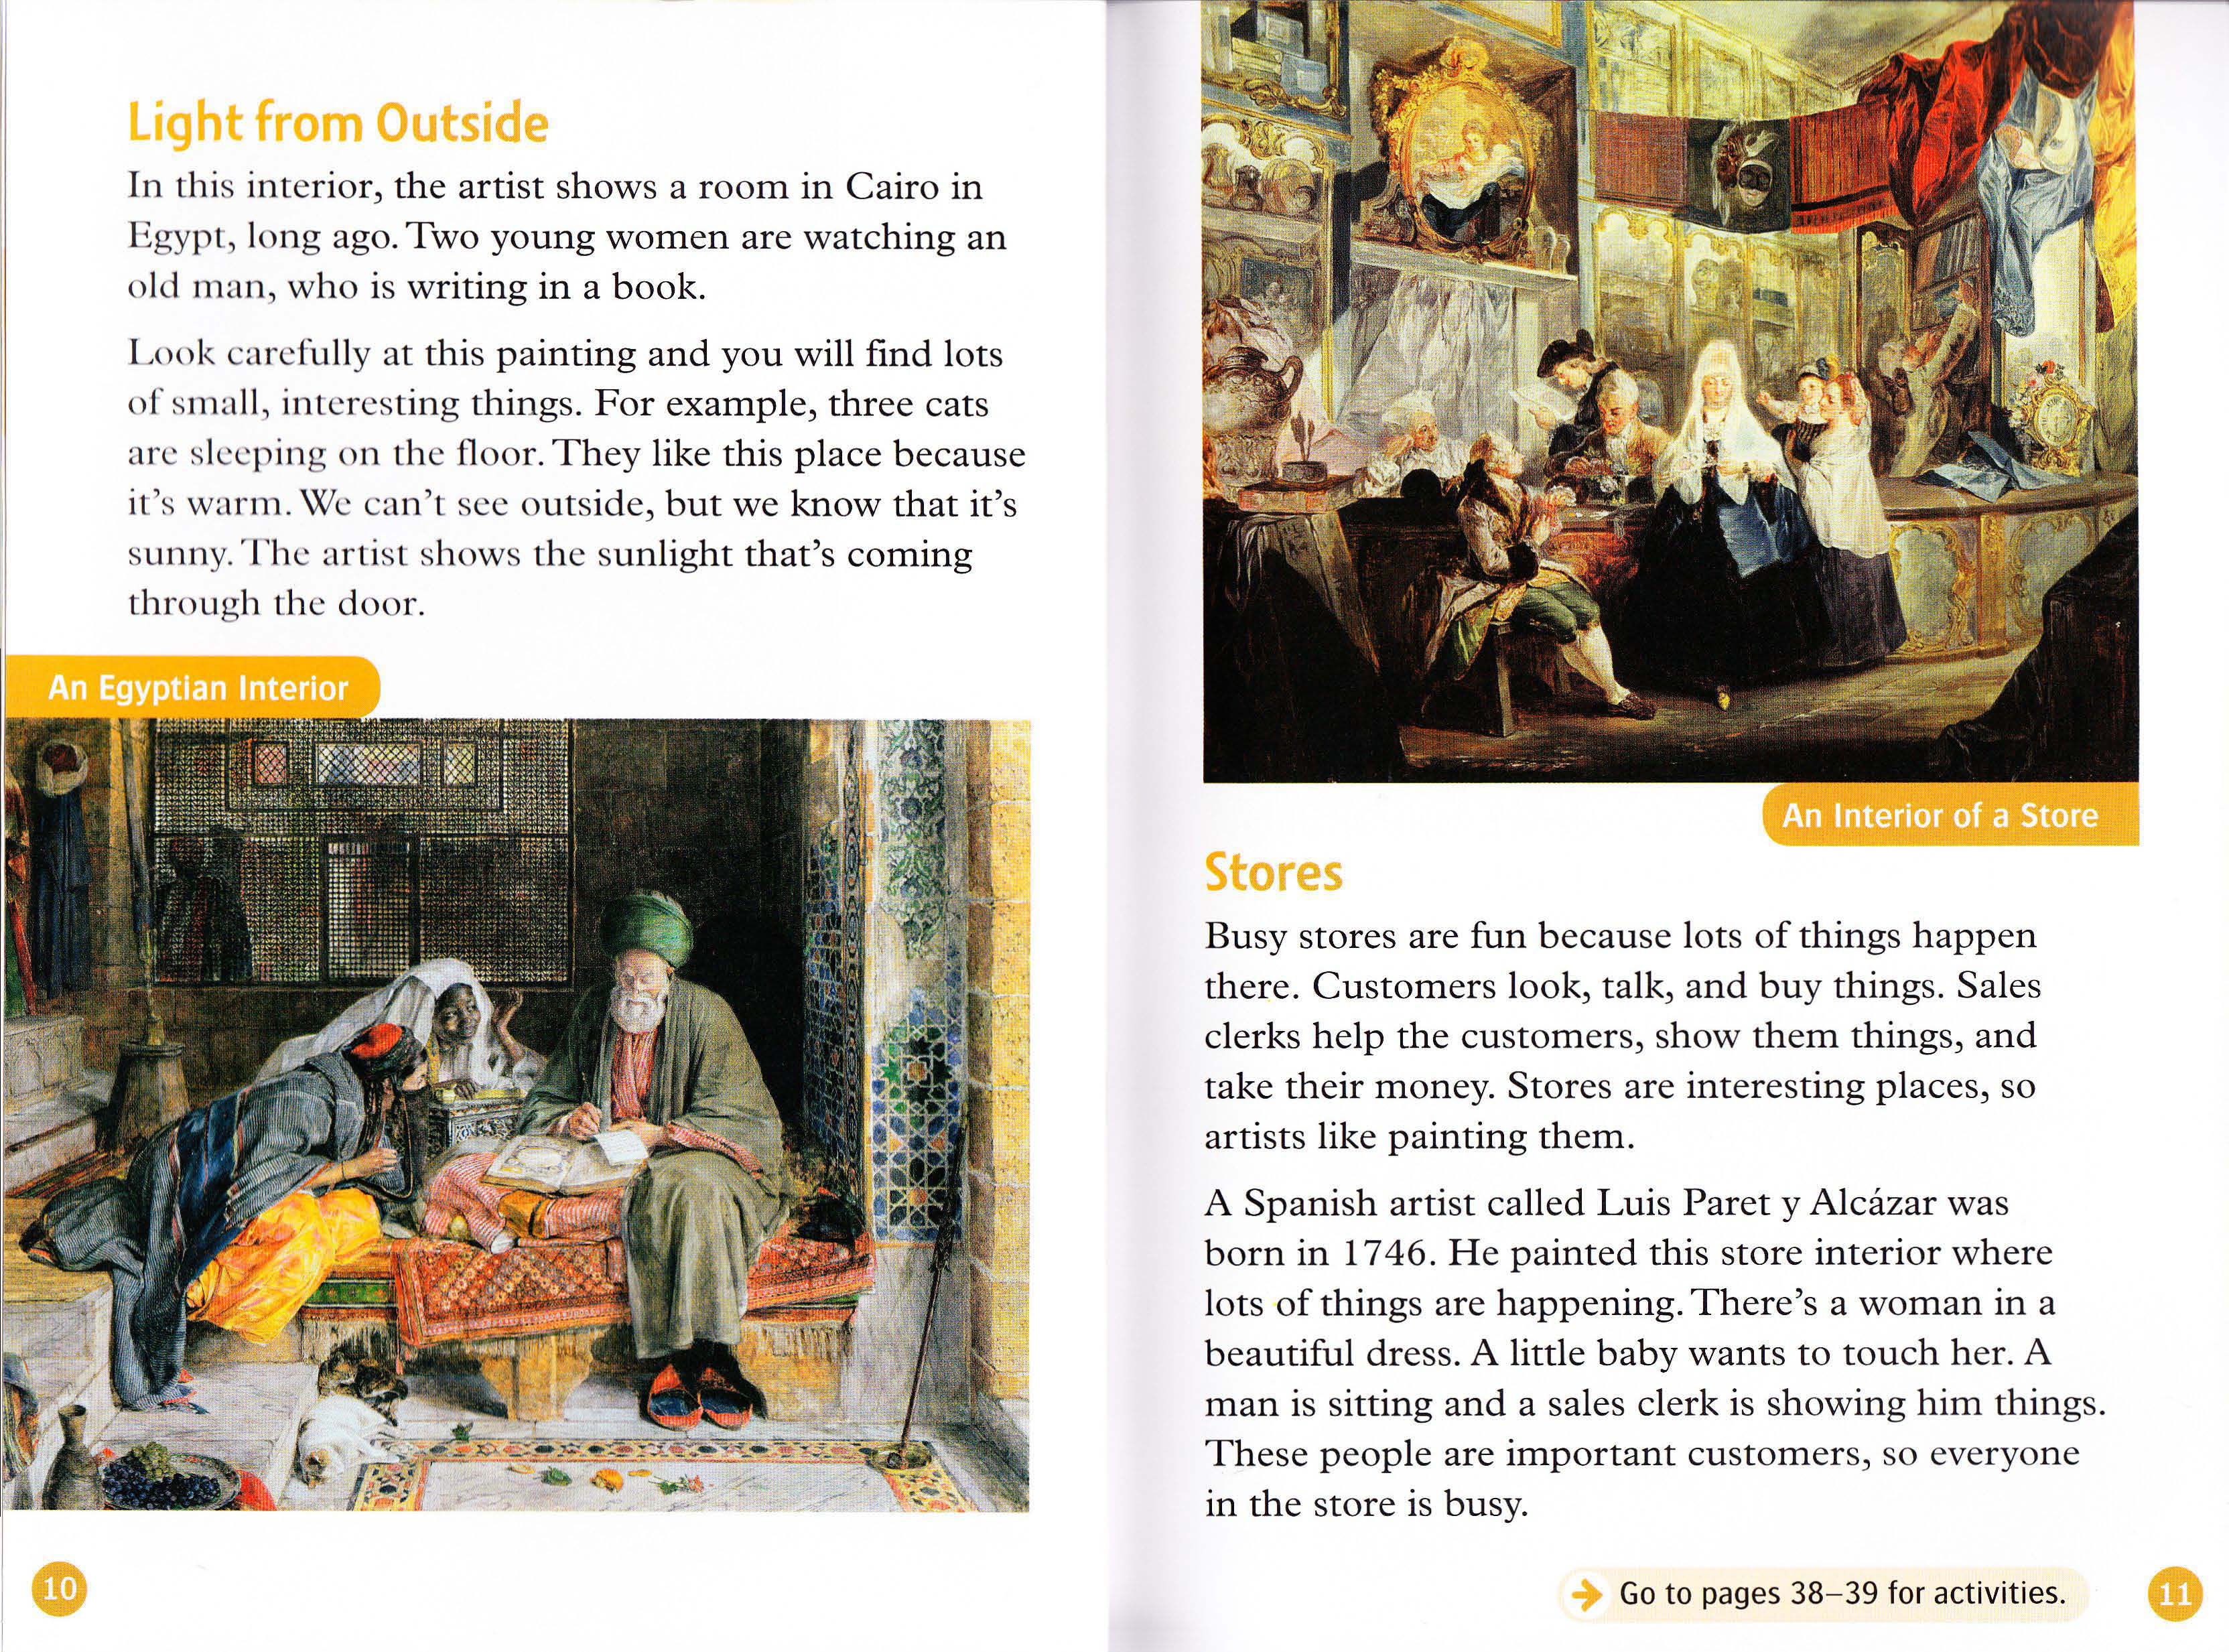 Light from Outside
In this interior, the artist shows a room in Cairo in
Egypt, long ago. Two young women are watching an
old man, who is writing in a book.
Look carefully at this painting and you will find lots
of small, interesting things. For example, three cats
are sleeping on the floor. They like this place because
it's warm. We can't see outside, but we know that it's
sunny. The artist shows the sunlight that's coming
through the door.
An Egyptian Interior
10
An Interior of a Store
Stores
Busy stores are fun because lots of things happen
there. Customers look, talk, and buy things. Sales
clerks help the customers, show them things, and
take their money. Stores are interesting places, so
artists like painting them.
A Spanish artist called Luis Paret y Alcázar was
born in 1746. He painted this store interior where
lots of things are happening. There's a woman in a
beautiful dress. A little baby wants to touch her. A
man is sitting and a sales clerk is showing him things.
These people are important customers, so everyone
in the store is busy.
Go to pages 38–39 for activities.
11